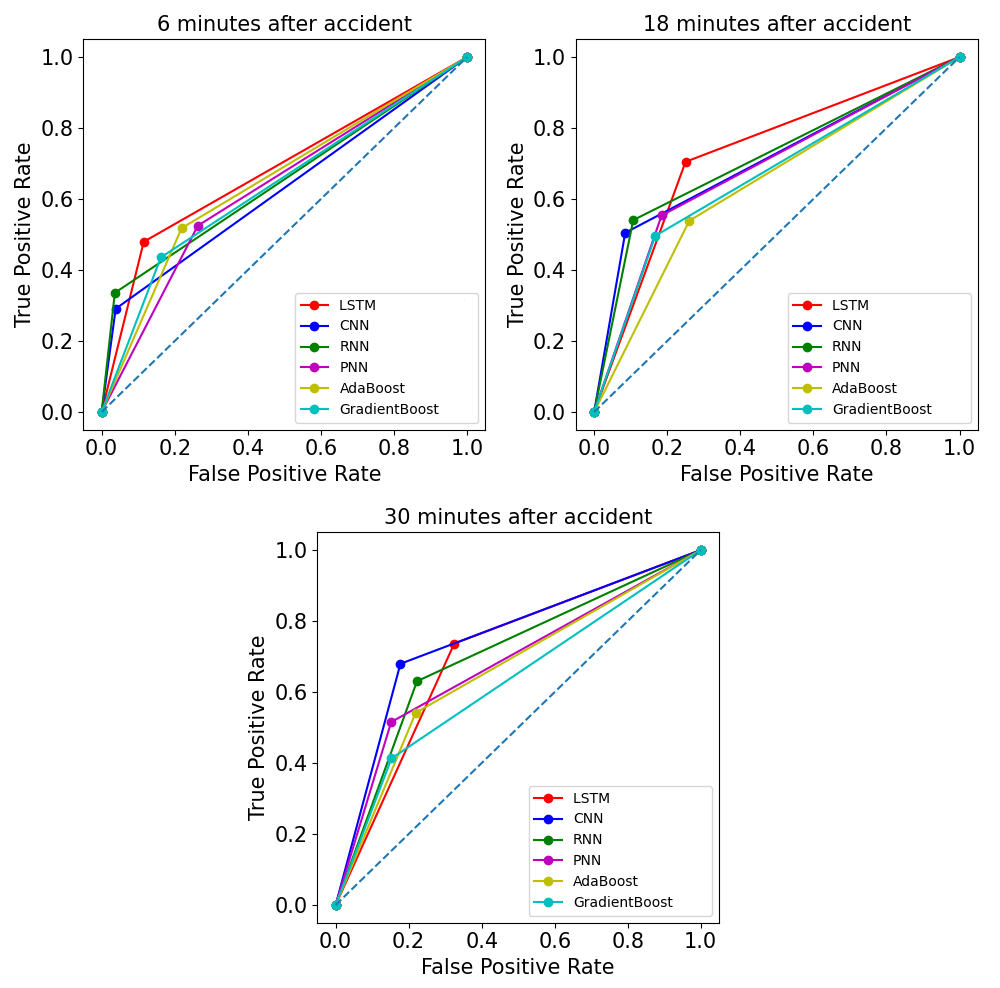 6 minutes after accident
True Positive Rate
1.0
0.8
0.6
0.4
0.2
0.0
LSTM
CNN
RNN
PNN
AdaBoost
GradientBoost
0.0 0.2 0.4 0.6 0.8 1.0
False Positive Rate
18 minutes after accident
True Positive Rate
1.0
0.8
0.6
0.4
0.2
0.0
LSTM
CNN
RNN
PNN
AdaBoost
GradientBoost
0.0 0.2 0.4 0.6 0.8 1.0
False Positive Rate
30 minutes after accident
True Positive Rate
1.0
0.8
0.6
0.4
0.2
0.0
LSTM
CNN
RNN
PNN
AdaBoost
GradientBoost
0.0 0.2 0.4 0.6 0.8 1.0
False Positive Rate